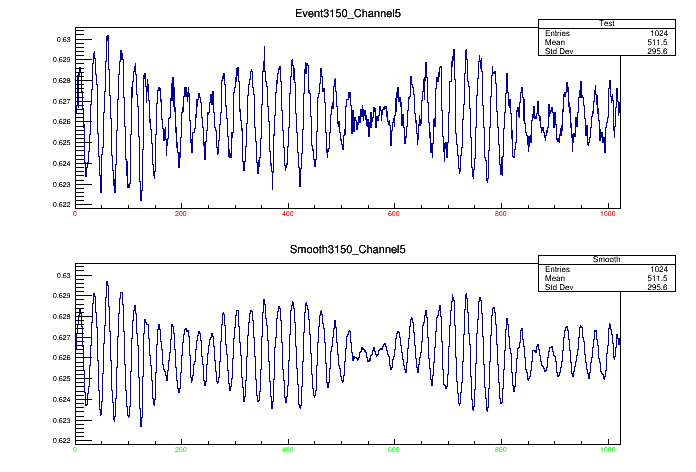 Event3150_Channel5
Test
Entries 1024
Mean 511.5
Std Dev 295.6
0.63
0.629
0.628
0.627
0.626
0.625
0.624
0.623
0.622
0 200 400 600 800 1000
Smooth3150_Channel5
Smooth
Entries 1024
Mean 511.5
Std Dev 295.6
0.63
0.629
0.628
0.627
0.626
0.625
0.624
0.623
0.622
0 200 400 600 800 1000